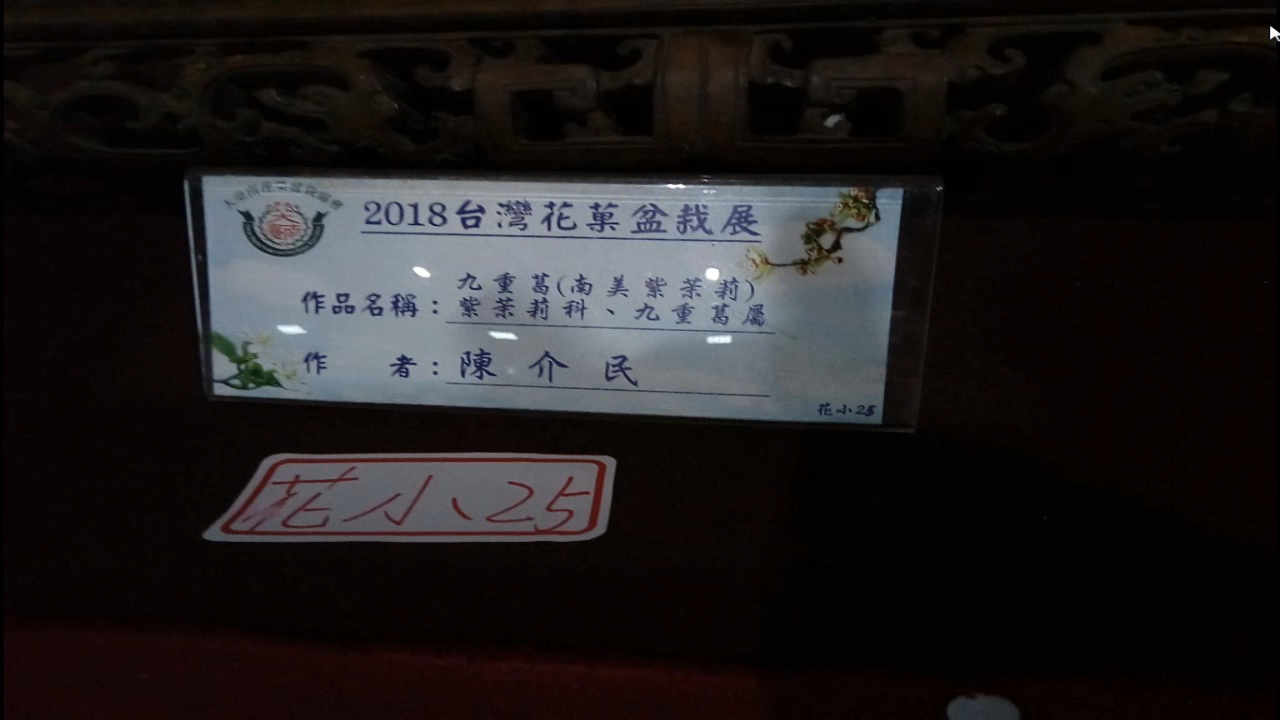 2018台灣花菓盆栽展
九重葛(南美紫茉莉)
作品名稱：紫茉莉科、九重葛屬
作　者：陳介民
花小25
花小25